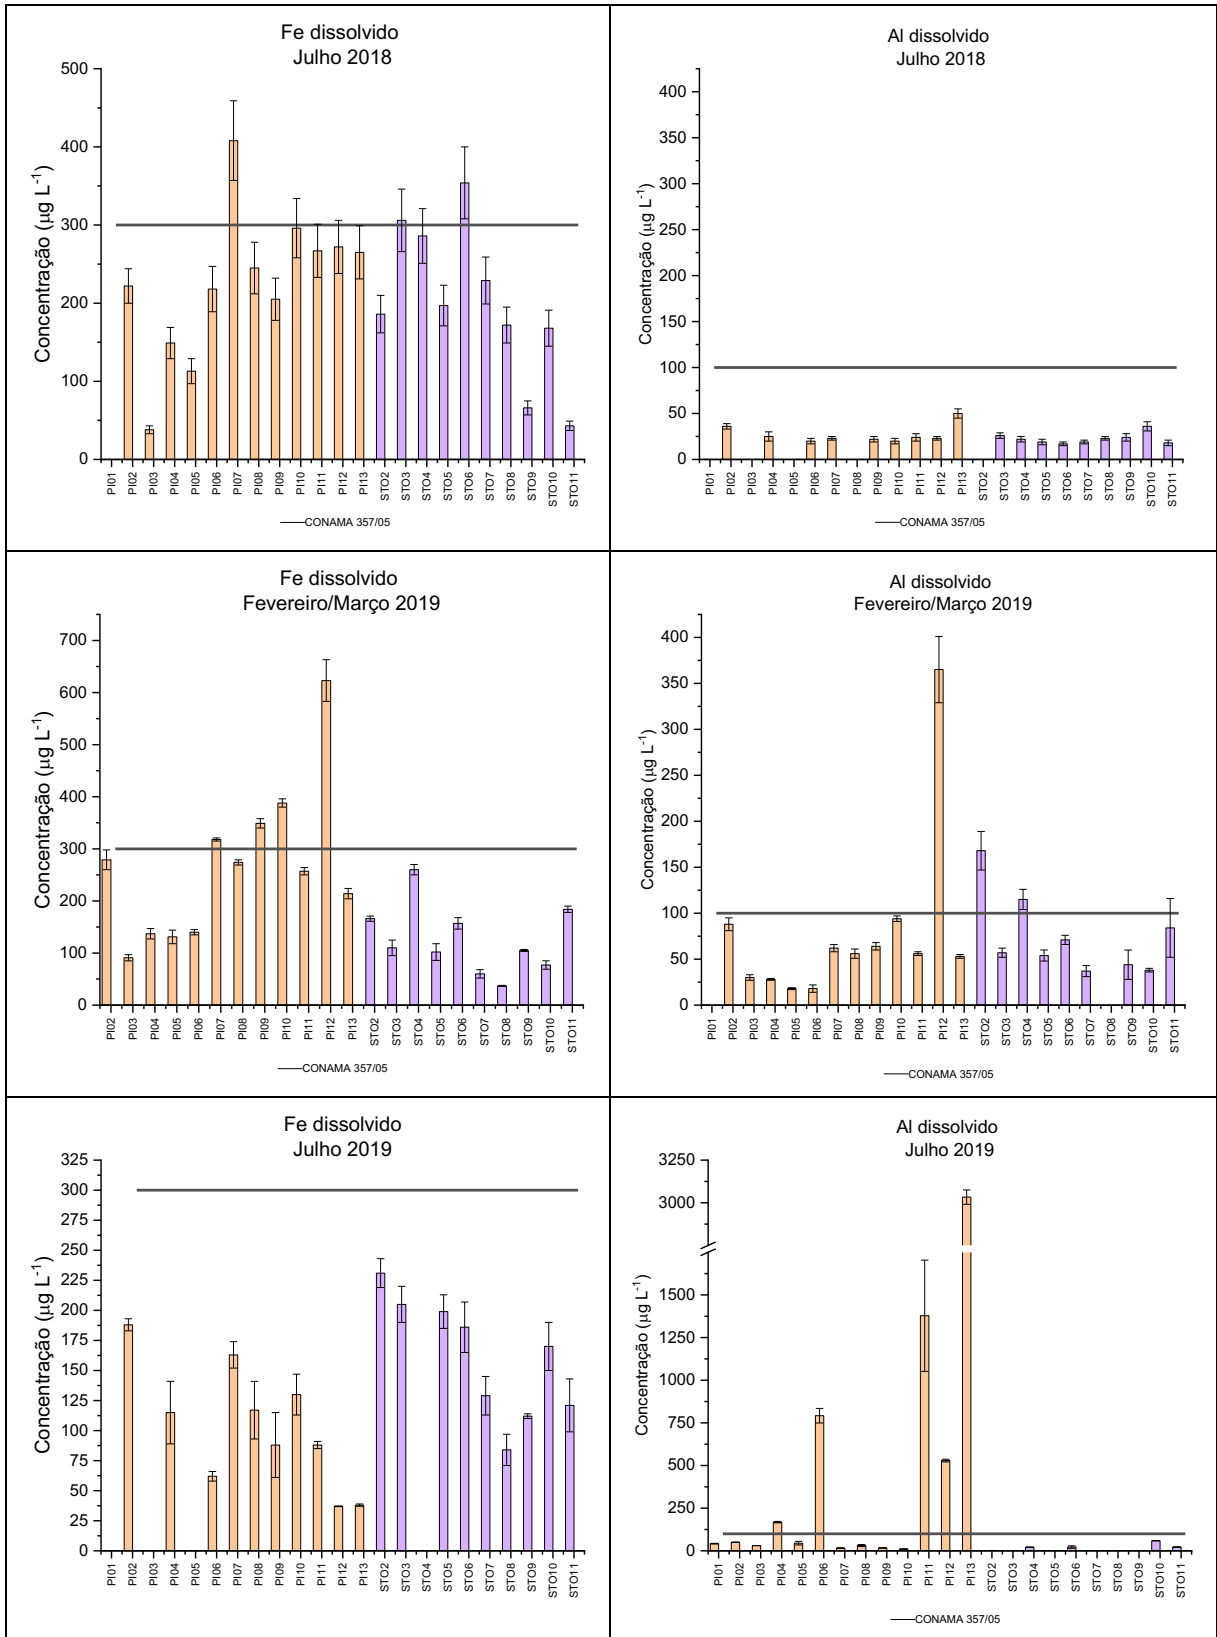 Fe dissolvido
Julho 2018
Concentração (µg L-1)
500
400
300
200
100
0
PI01 PI02 PI03 PI04 PI05 PI06 PI07 PI08 PI09 PI10 PI11 PI12 PI13 STO2 STO3 STO4 STO5 STO6 STO7 STO8 STO9 STO10 STO11
CONAMA 357/05
Al dissolvido
Julho 2018
Concentração (µg L-1)
400
350
300
250
200
150
100
50
0
PI01 PI02 PI03 PI04 PI05 PI06 PI07 PI08 PI09 PI10 PI11 PI12 PI13 STO2 STO3 STO4 STO5 STO6 STO7 STO8 STO9 STO10 STO11
CONAMA 357/05
Fe dissolvido
Fevereiro/Março 2019
Concentração (µg L-1)
700
600
500
400
300
200
100
0
PI02 PI03 PI04 PI05 PI06 PI07 PI08 PI09 PI10 PI11 PI12 PI13 STO2 STO3 STO4 STO5 STO6 STO7 STO8 STO9 STO10 STO11
CONAMA 357/05
Al dissolvido
Fevereiro/Março 2019
Concentração (µg L-1)
400
350
300
250
200
150
100
50
0
PI01 PI02 PI03 PI04 PI05 PI06 PI07 PI08 PI09 PI10 PI11 PI12 PI13 STO2 STO3 STO4 STO5 STO6 STO7 STO8 STO9 STO10 STO11
CONAMA 357/05
Fe dissolvido
Julho 2019
Concentração (µg L-1)
325
300
275
250
225
200
175
150
125
100
75
50
25
0
PI01 PI02 PI03 PI04 PI05 PI06 PI07 PI08 PI09 PI10 PI11 PI12 PI13 STO2 STO3 STO4 STO5 STO6 STO7 STO8 STO9 STO10 STO11
Al dissolvido
Julho 2019
Concentração (µg L-1)
3250
3000
1500
1250
1000
750
500
250
0
PI01 PI02 PI03 PI04 PI05 PI06 PI07 PI08 PI09 PI10 PI11 PI12 PI13 STO2 STO3 STO4 STO5 STO6 STO7 STO8 STO9 STO10 STO11
CONAMA 357/05